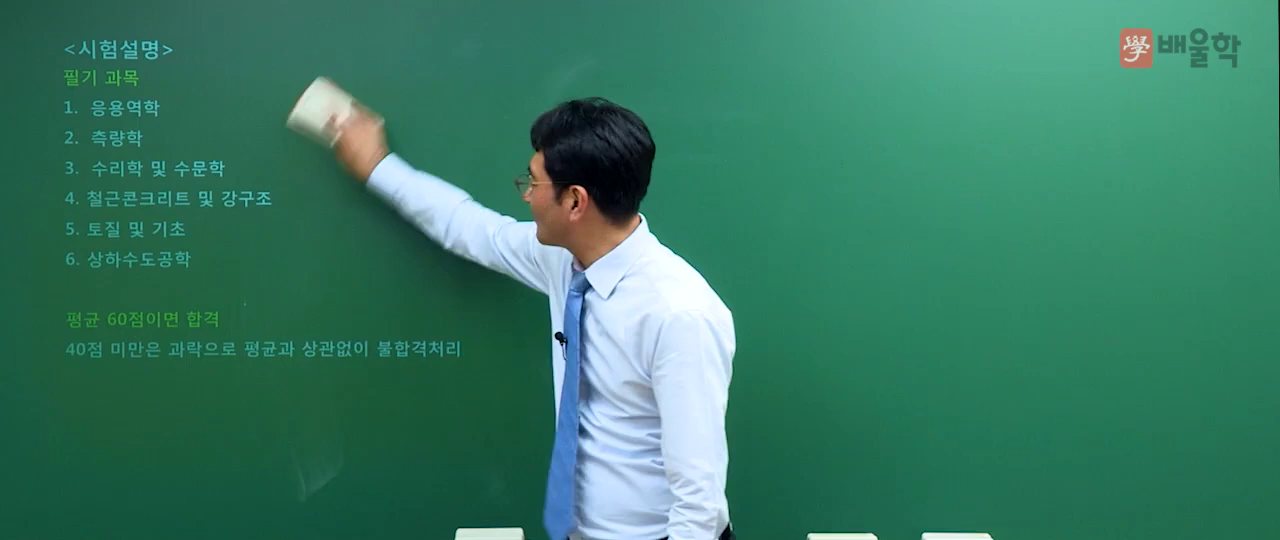 <시험설명>
필기 과목
1. 응용역학
2. 측량학
3. 수리학 및 수문학
4. 철근콘크리트 및 강구조
5. 토질 및 기초
6. 상하수도공학
평균 60점이면 합격
40점 미만은 과락으로 평균과 상관없이 불합격처리
學 배울학